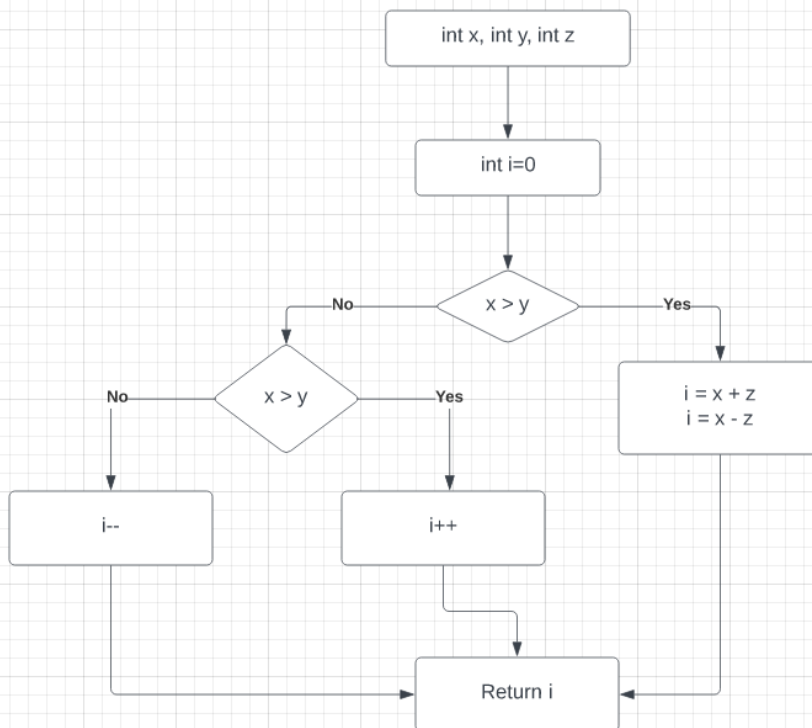 int x, int y, int z
int i=0
x > y
No
Yes
x > y
i = x + z
i = x - z
No
Yes
i--
i++
Return i